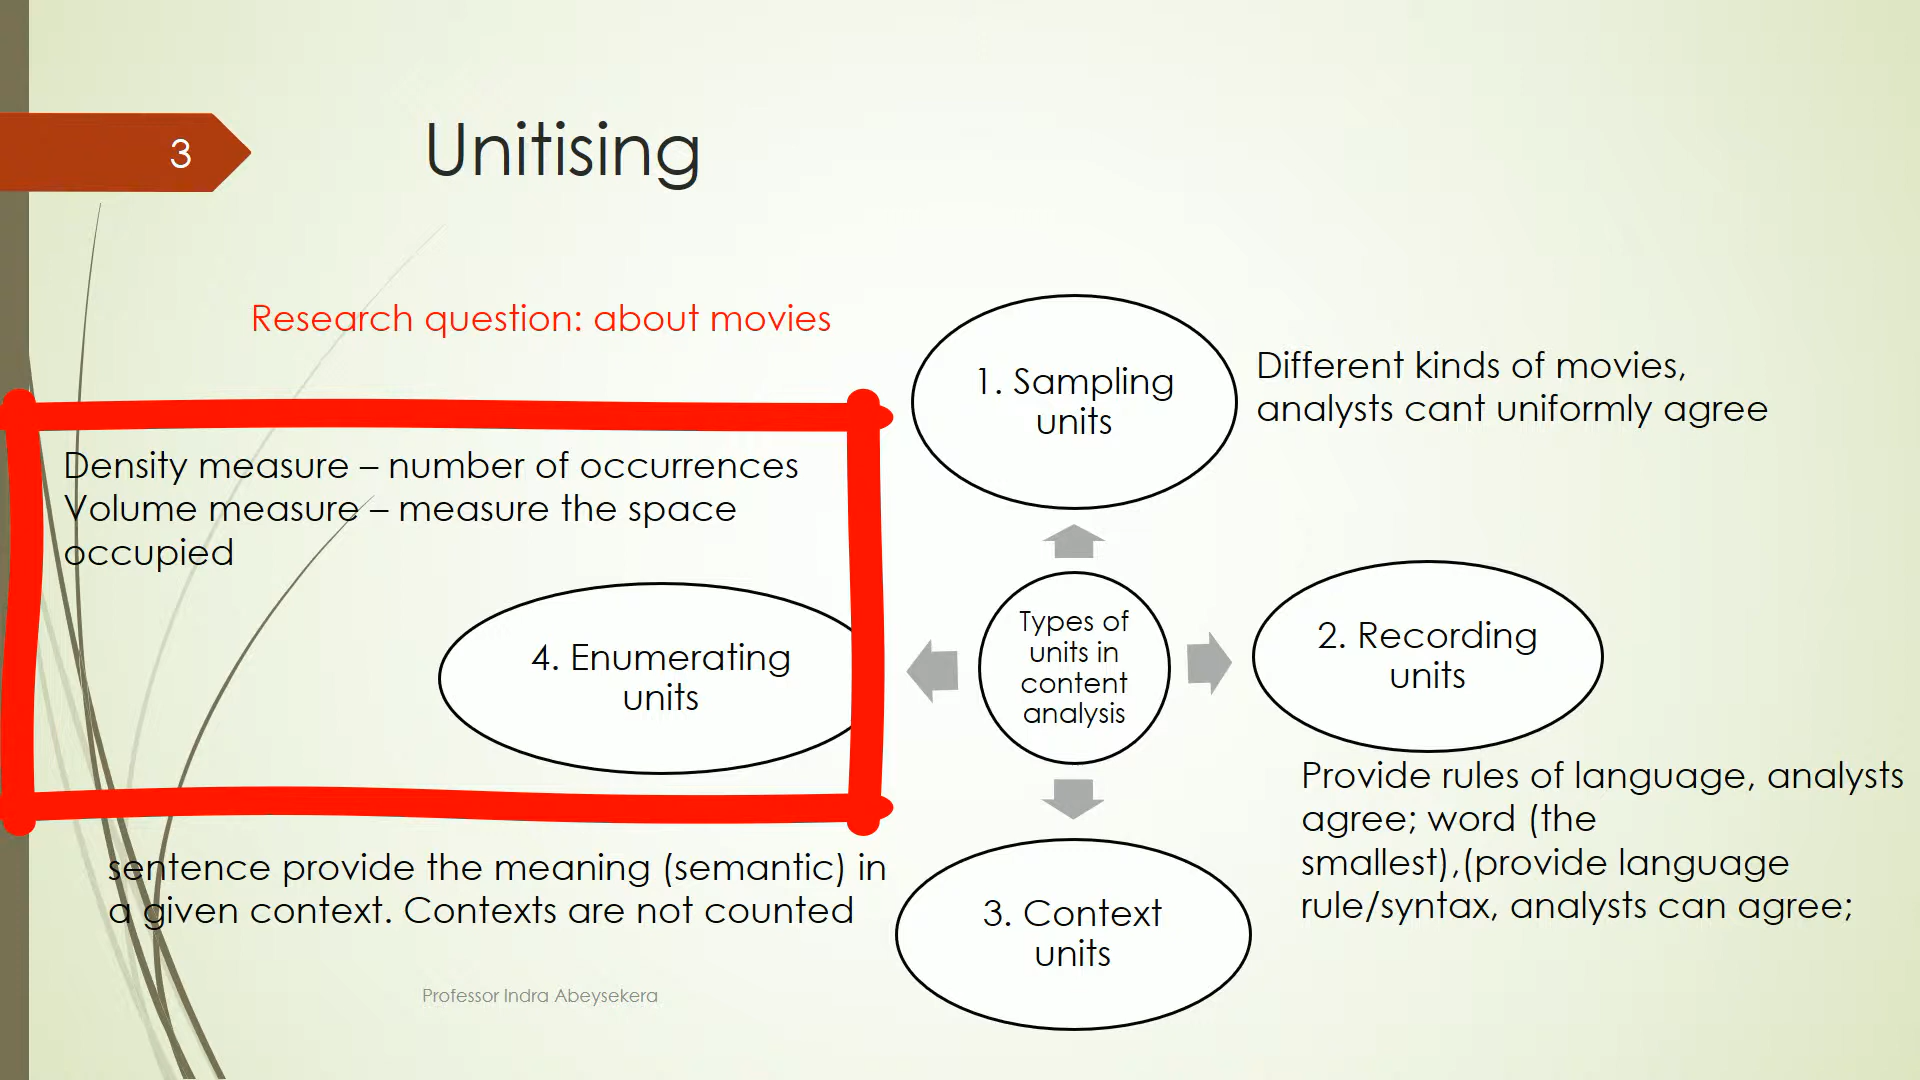 3
Unitising
Research question: about movies
1. Sampling
units
Different kinds of movies,
analysts cant uniformly agree
Density measure – number of occurrences
Volume measure – measure the space
occupied
4. Enumerating
units
Types of
units in
content
analysis
2. Recording
units
Provide rules of language, analysts
agree; word (the
smallest),(provide language
rule/syntax, analysts can agree;
sentence provide the meaning (semantic) in
a given context. Contexts are not counted
3. Context
units
Professor Indra Abeysekera